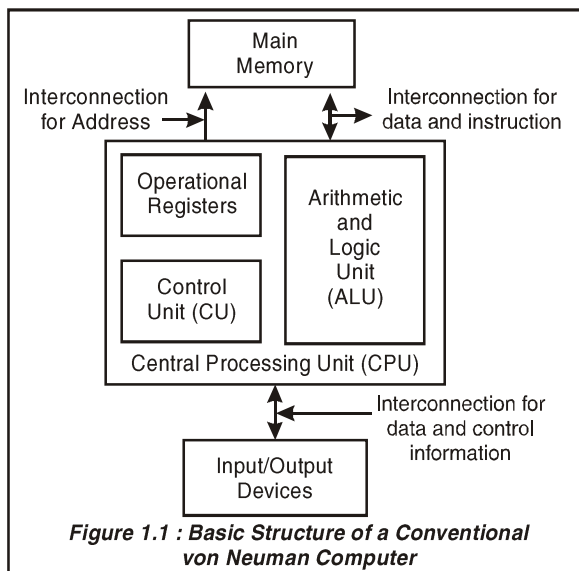 Main
Memory
Interconnection
for Address
Interconnection for
data and instruction
Operational
Registers
Arithmetic
and
Logic
Unit
(ALU)
Control
Unit (CU)
Central Processing Unit (CPU)
Interconnection for
data and control
information
Input/Output
Devices
Figure 1.1 : Basic Structure of a Conventional
von Neuman Computer